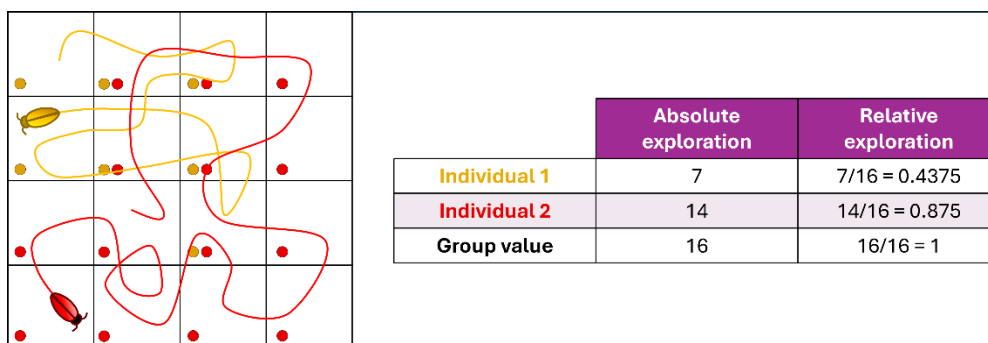 Absolute
exploration
Relative
exploration
Individual 1
7
7/16 = 0.4375
Individual 2
14
14/16 = 0.875
Group value
16
16/16 = 1